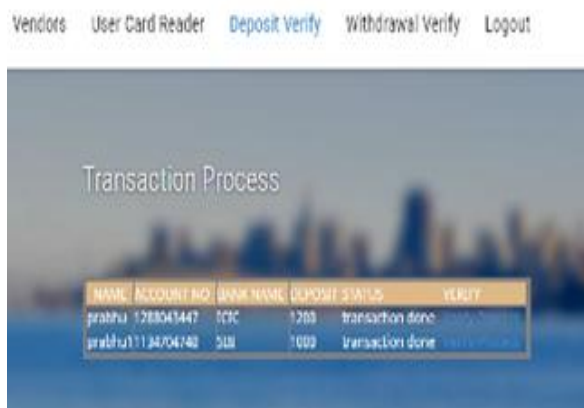 Vendors User Card Reader Deposit Verify Withdrawal Verify Logout
Transaction Process
NAME ACCOUNT NO BANK NAME DEPOSIT STATUS VERIFY
prabhu 1288043447 ICIC 1200 transaction done
prabhu1 1134704748 SBI 1000 transaction done